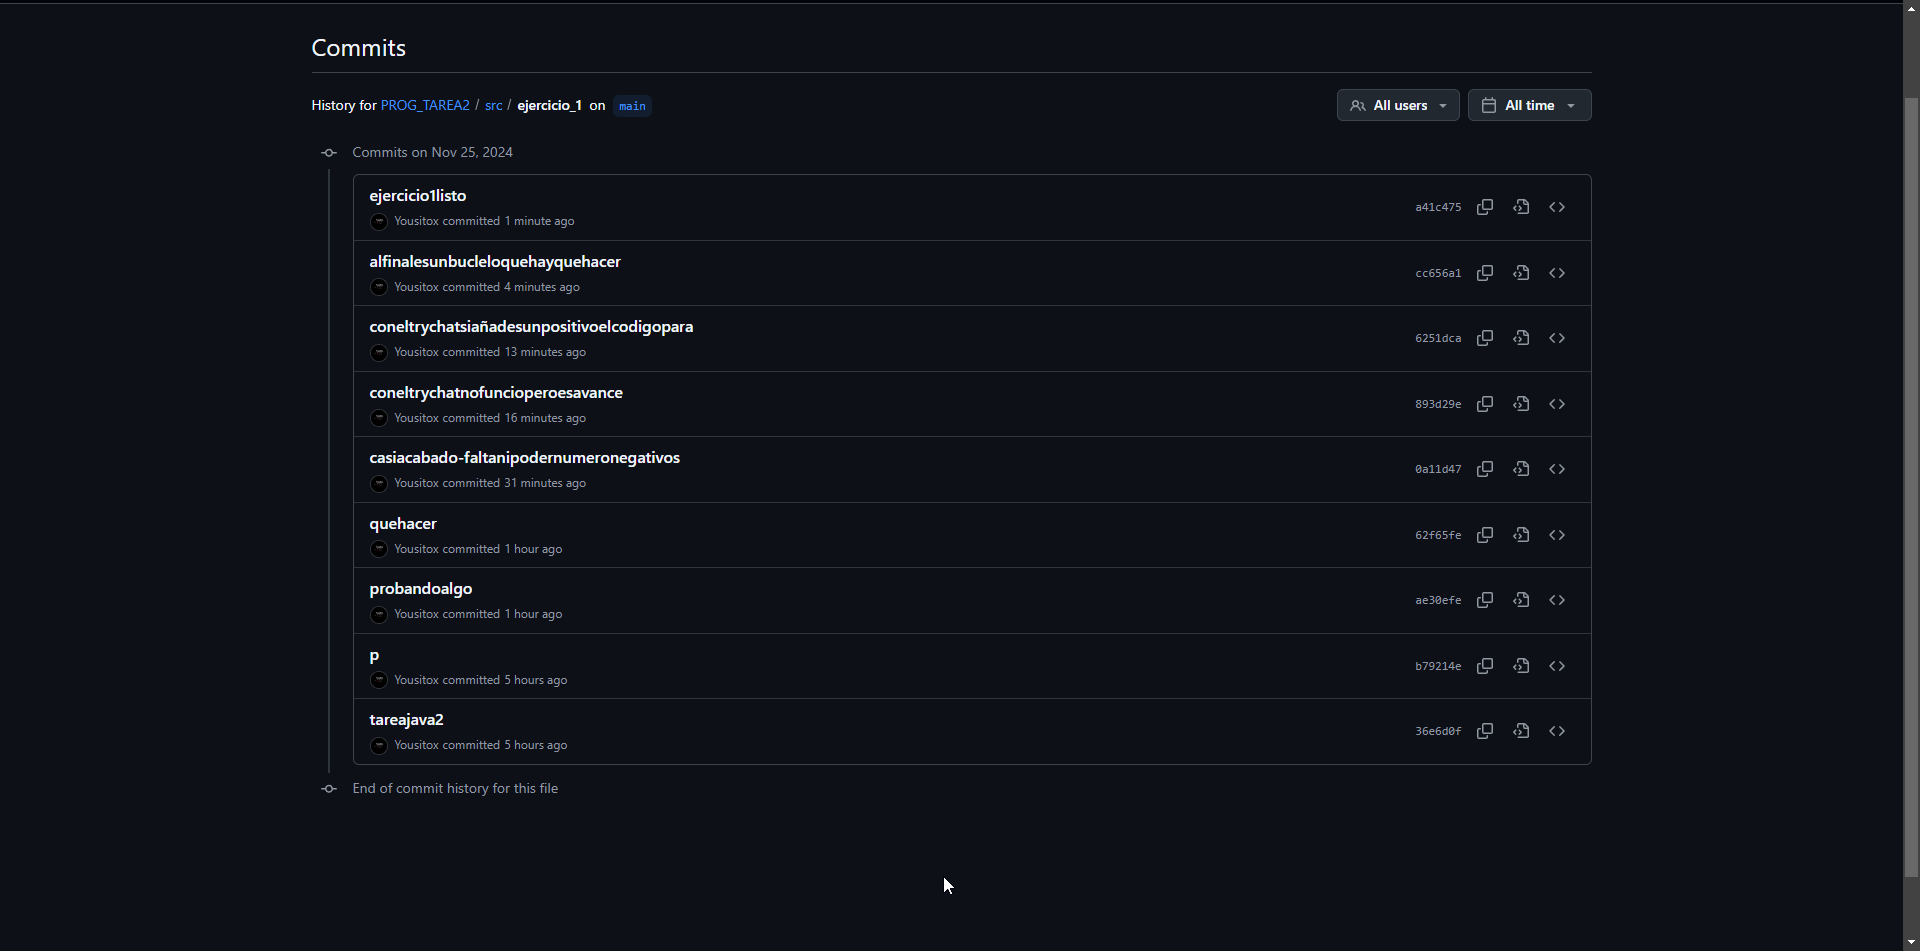 Commits
History for PROG_TAREA2 / src / ejercicio_1 on main
All users
All time
Commits on Nov 25, 2024
ejercicio1listo
Yousitox committed 1 minute ago
a41c475
alfinalesunbucleloquehayquehacer
Yousitox committed 4 minutes ago
cc656a1
coneltrychatsiañadesunpositivoelcodigopara
Yousitox committed 13 minutes ago
6251dca
coneltrychatnofuncioperoesavance
Yousitox committed 16 minutes ago
893d29e
casiacabado-faltanipodernumeronegativos
Yousitox committed 31 minutes ago
0a11d47
quehacer
Yousitox committed 1 hour ago
62f65fe
probandoalgo
Yousitox committed 1 hour ago
ae30efe
p
Yousitox committed 5 hours ago
b79214e
tareajava2
Yousitox committed 5 hours ago
36e6d0f
End of commit history for this file